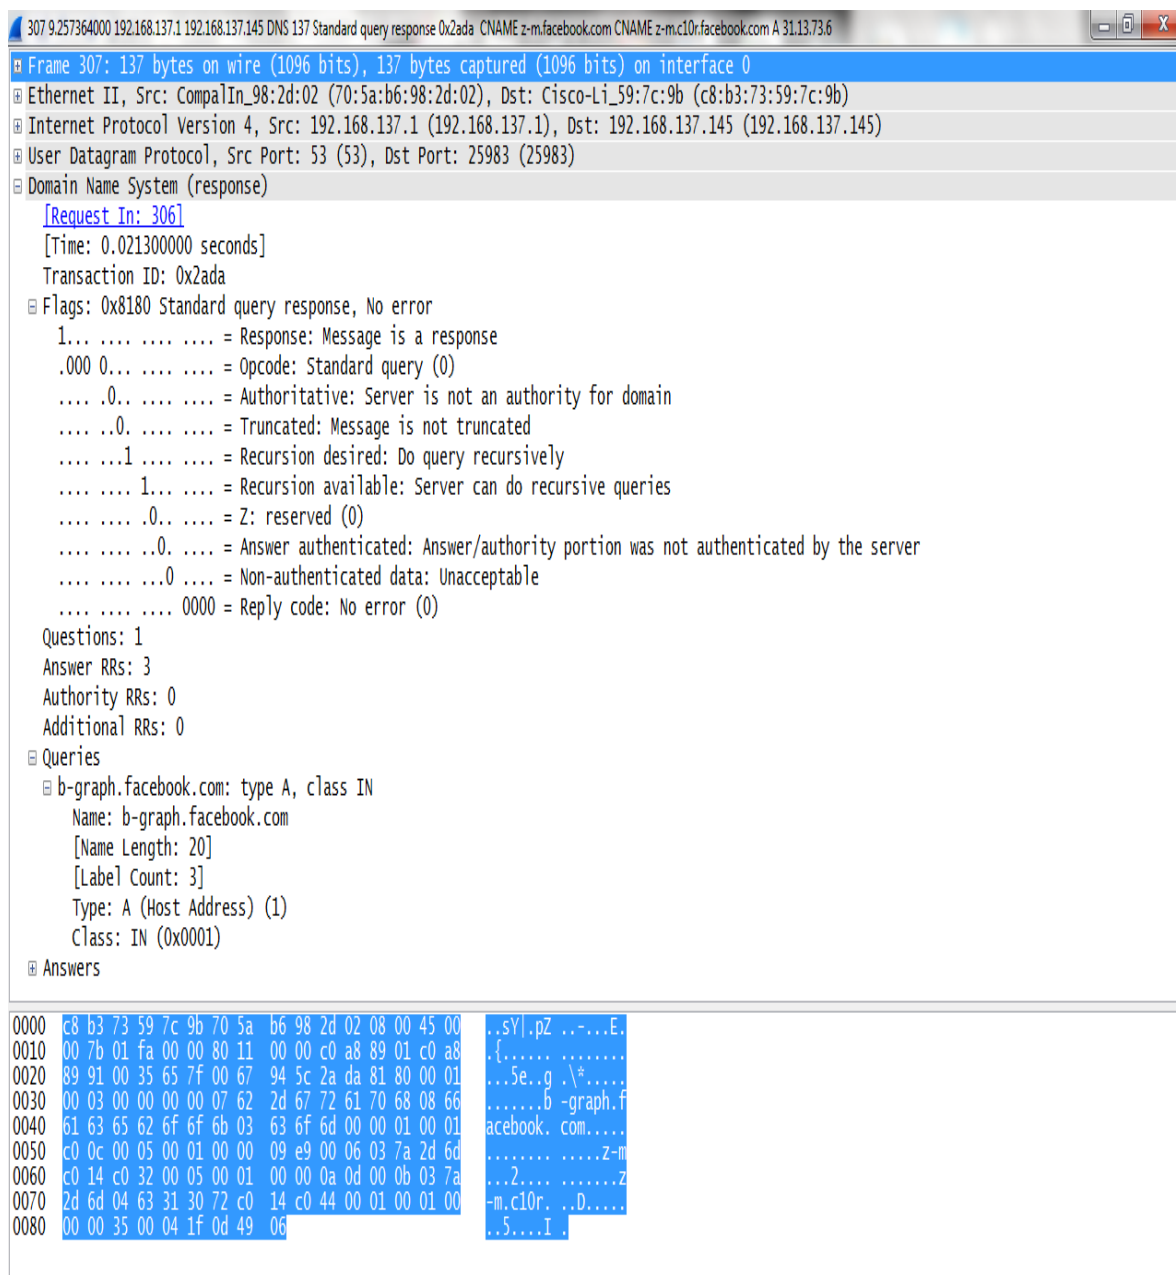 307 9.257364000 192.168.137.1 192.168.137.145 DNS 137 Standard query response 0x2ada CNAME z-m.facebook.com CNAME z-m.c10r.facebook.com A 31.13.73.6
Frame 307: 137 bytes on wire (1096 bits), 137 bytes captured (1096 bits) on interface 0
Ethernet II, Src: CompalIn_98:2d:02 (70:5a:b6:98:2d:02), Dst: Cisco-Li_59:7c:9b (c8:b3:73:59:7c:9b)
Internet Protocol Version 4, Src: 192.168.137.1 (192.168.137.1), Dst: 192.168.137.145 (192.168.137.145)
User Datagram Protocol, Src Port: 53 (53), Dst Port: 25983 (25983)
Domain Name System (response)
[Request In: 306]
[Time: 0.021300000 seconds]
Transaction ID: 0x2ada
Flags: 0x8180 Standard query response, No error
1... .... .... .... = Response: Message is a response
.000 0... .... .... = Opcode: Standard query (0)
.... .0.. .... .... = Authoritative: Server is not an authority for domain
.... ..0. .... .... = Truncated: Message is not truncated
.... ...1 .... .... = Recursion desired: Do query recursively
.... .... 1... .... = Recursion available: Server can do recursive queries
.... .... .0.. .... = Z: reserved (0)
.... .... ..0. .... = Answer authenticated: Answer/authority portion was not authenticated by the server
.... .... ...0 .... = Non-authenticated data: Unacceptable
.... .... .... 0000 = Reply code: No error (0)
Questions: 1
Answer RRs: 3
Authority RRs: 0
Additional RRs: 0
Queries
b-graph.facebook.com: type A, class IN
Name: b-graph.facebook.com
[Name Length: 20]
[Label Count: 3]
Type: A (Host Address) (1)
Class: IN (0x0001)
Answers
0000 c8 b3 73 59 7c 9b 70 5a b6 98 2d 02 08 00 45 00 ..sY|.pZ ..-...E.
0010 00 7b 01 fa 00 00 80 11 00 00 c0 a8 89 01 c0 a8 .{...... ........
0020 89 91 00 35 65 7f 00 67 94 5c 2a da 81 80 00 01 ...5e..g .\*.....
0030 00 03 00 00 00 00 07 62 2d 67 72 61 70 68 08 66 .......b -graph.f
0040 61 63 65 62 6f 6f 6b 03 63 6f 6d 00 00 01 00 01 acebook. com.....
0050 c0 0c 00 05 00 01 00 00 09 e9 00 06 03 7a 2d 6d ........ .....z-m
0060 c0 14 c0 32 00 05 00 01 00 00 0a 0d 00 0b 03 7a ...2.... .......z
0070 2d 6d 04 63 31 30 72 c0 14 c0 44 00 01 00 01 00 -m.c10r. ..D.....
0080 00 00 35 00 04 1f 0d 49 06 ..5....I .